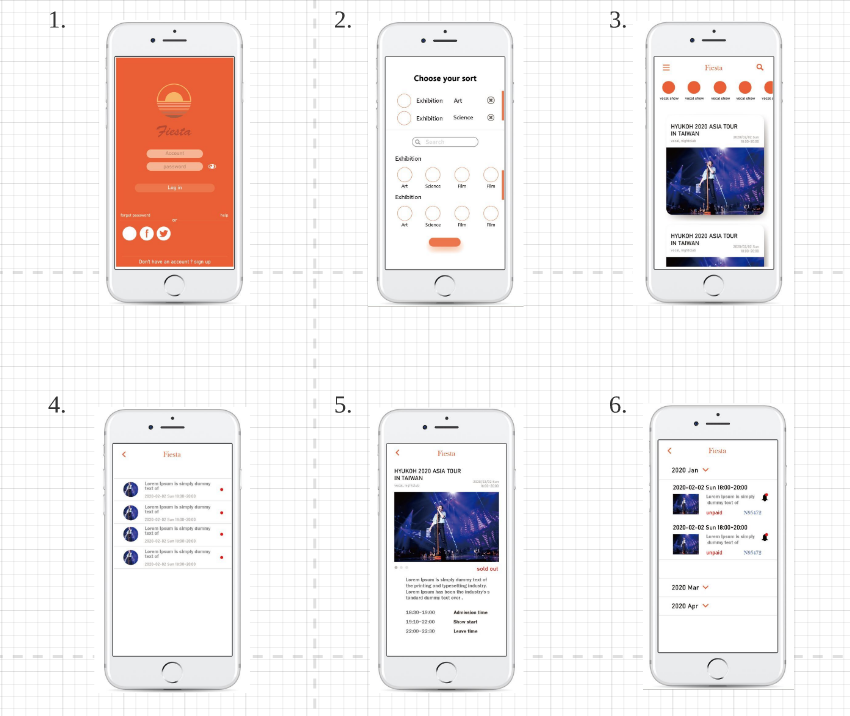 1.
Fiesta
Account
password
Log in
forgot password
help
or
Don't have an account ? sign up
2.
Choose your sort
Exhibition Art
Exhibition Science
Search
Exhibition
Art Science Film Film
Exhibition
Art Science Film Film
3.
Fiesta
vocal show vocal show vocal show vocal show vocal show
HYUKOH 2020 ASIA TOUR
IN TAIWAN
HYUKOH 2020 ASIA TOUR
IN TAIWAN
4.
Fiesta
Lorem Ipsum is simply dummy
text of
2020-02-02 Sun 18:00-20:00
Lorem Ipsum is simply dummy
text of
2020-02-02 Sun 18:00-20:00
Lorem Ipsum is simply dummy
text of
2020-02-02 Sun 18:00-20:00
Lorem Ipsum is simply dummy
text of
2020-02-02 Sun 18:00-20:00
5.
Fiesta
HYUKOH 2020 ASIA TOUR
IN TAIWAN
sold out
Lorem Ipsum is simply dummy text of
the printing and typesetting industry.
Lorem Ipsum has been the industry's s
tandard dummy text over .
18:30-19:00 Admission time
19:10-22:00 Show start
22:00-22:30 Leave time
6.
Fiesta
2020 Jan
2020-02-02 Sun 18:00-20:00
Lorem Ipsum is simply
dummy text of
unpaid
2020-02-02 Sun 18:00-20:00
Lorem Ipsum is simply
dummy text of
unpaid
2020 Mar
2020 Apr